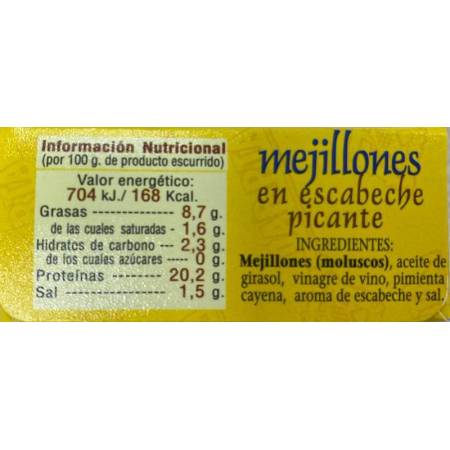 Información Nutricional
(por 100 g. de producto escurrido)
Valor energético:
704 kJ./ 168 Kcal.
Grasas ----------- 8,7 g.
de las cuales saturadas - 1,6 g.
Hidratos de carbono -- 2,3 g.
de los cuales azúcares -- 0 g.
Proteínas -------- 20,2 g.
Sal -------------- 1,5 g.
mejillones
en escabeche
picante
INGREDIENTES:
Mejillones (moluscos), aceite de
girasol, vinagre de vino, pimienta
cayena, aroma de escabeche y sal.